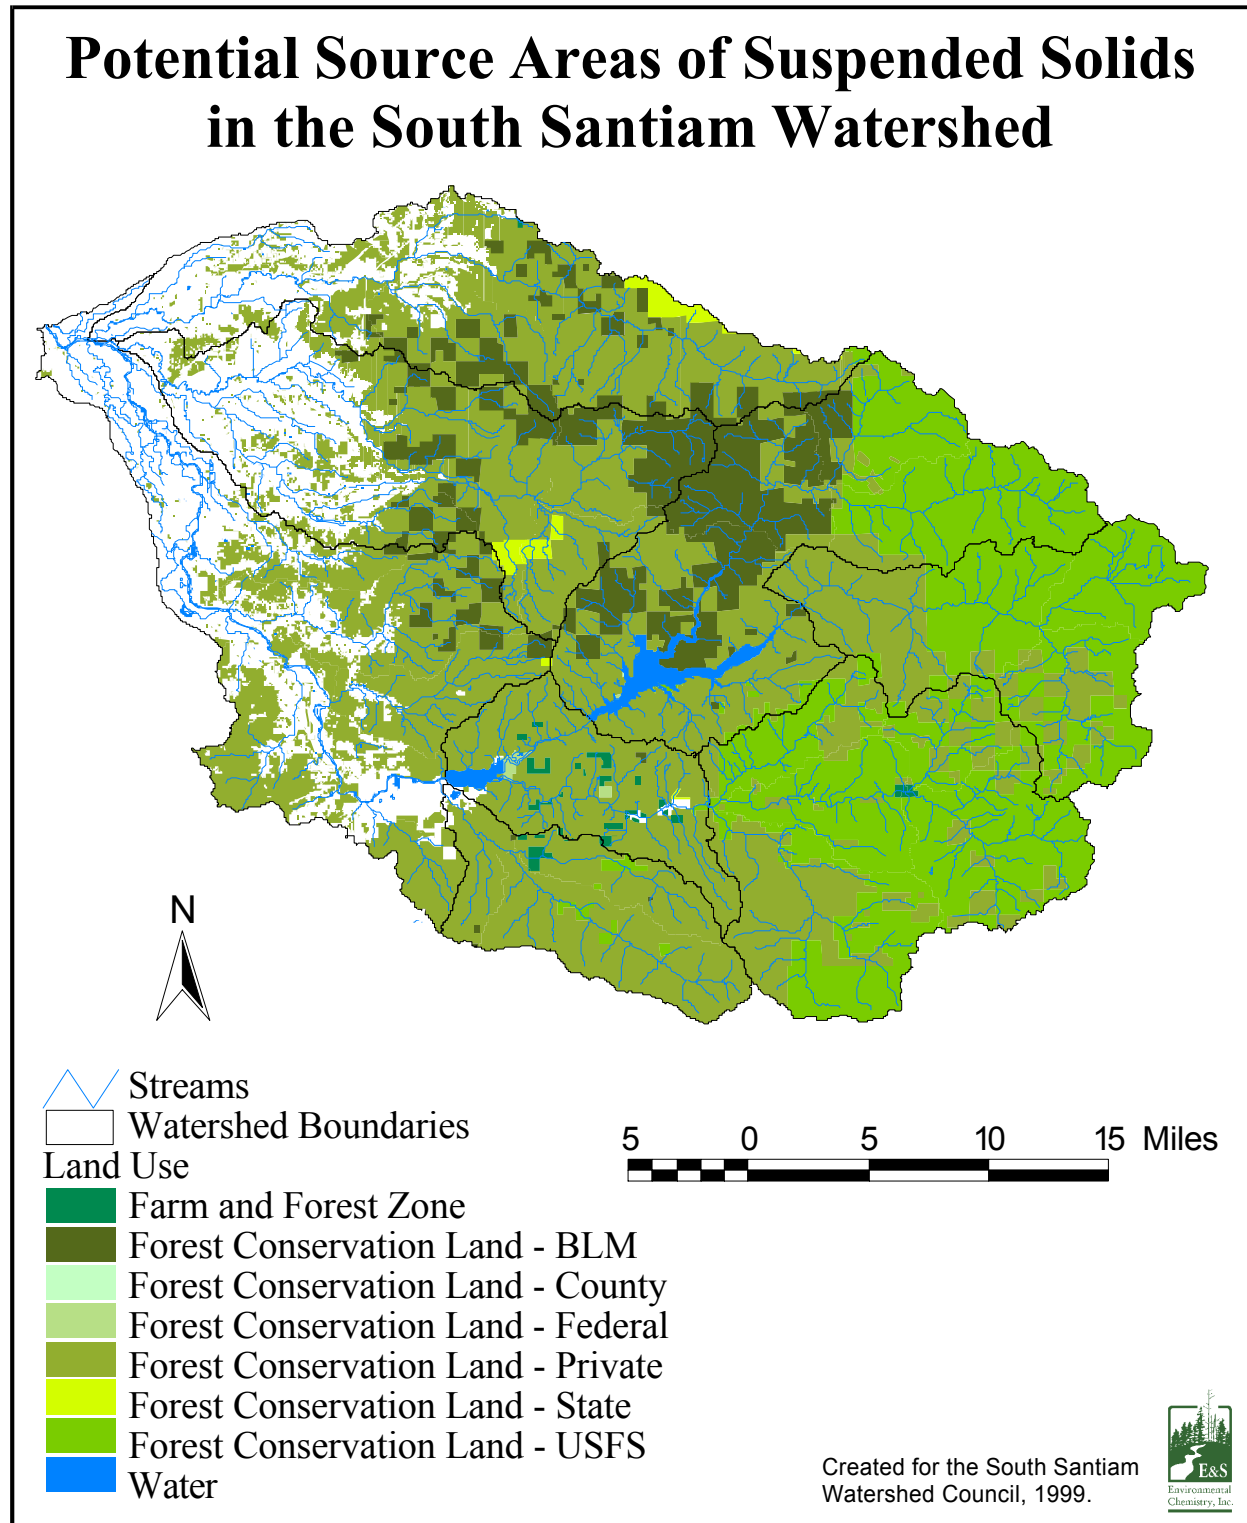 Potential Source Areas of Suspended Solids
in the South Santiam Watershed
N
Streams
Watershed Boundaries
Land Use
Farm and Forest Zone
Forest Conservation Land - BLM
Forest Conservation Land - County
Forest Conservation Land - Federal
Forest Conservation Land - Private
Forest Conservation Land - State
Forest Conservation Land - USFS
Water
5 0 5 10 15 Miles
Created for the South Santiam
Watershed Council, 1999.
E&S
Environmental
Chemistry, Inc.